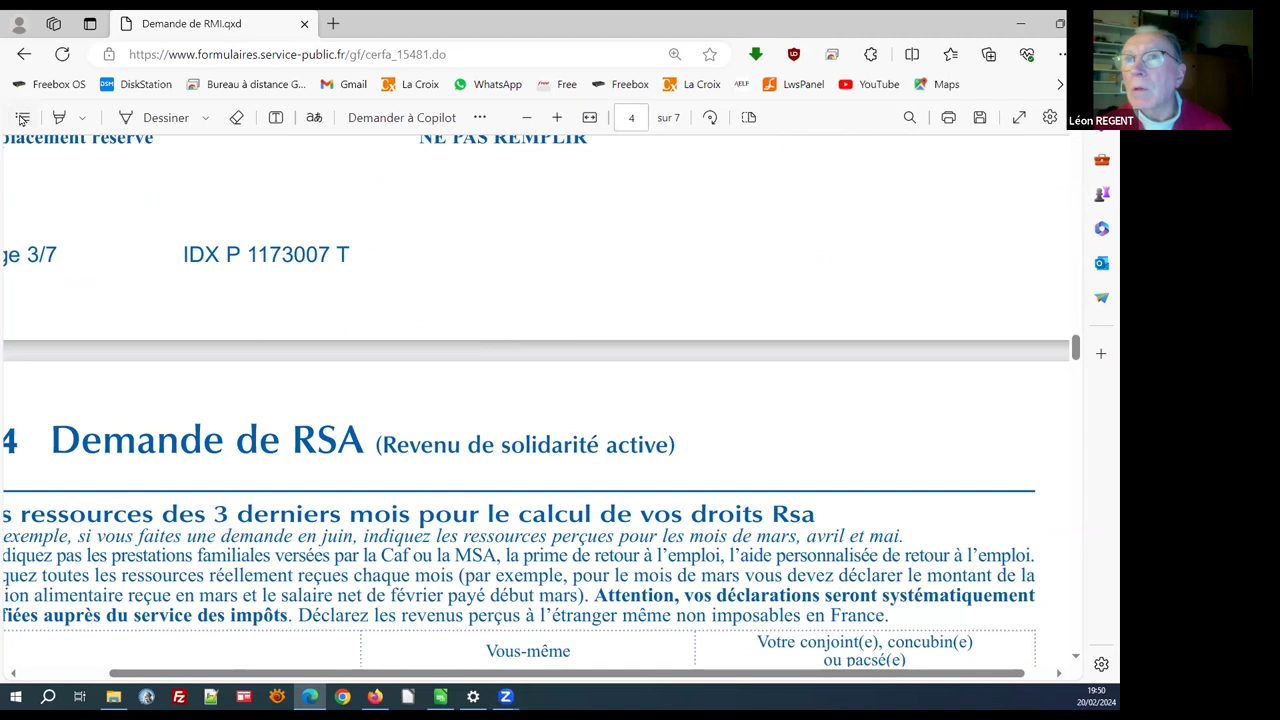 Demande de RMI.qxd
https://www.formulaires.service-public.fr/gf/cerfa_15481.do
Freebox OS DiskStation Bureau à distance G... Gmail La Croix WhatsApp Free Freebox La Croix LwsPanel YouTube Maps
Dessiner Demander à Copilot 4 sur 7
Léon REGENT
placement réservé NE PAS REMPLIR
ge 3/7 IDX P 1173007 T
4 Demande de RSA (Revenu de solidarité active)
s ressources des 3 derniers mois pour le calcul de vos droits Rsa
exemple, si vous faites une demande en juin, indiquez les ressources perçues pour les mois de mars, avril et mai.
diquez pas les prestations familiales versées par la Caf ou la MSA, la prime de retour à l'emploi, l'aide personnalisée de retour à l'emploi.
quez toutes les ressources réellement reçues chaque mois (par exemple, pour le mois de mars vous devez déclarer le montant de la
ion alimentaire reçue en mars et le salaire net de février payé début mars). Attention, vos déclarations seront systématiquement
fiées auprès du service des impôts. Déclarez les revenus perçus à l'étranger même non imposables en France.
Vous-même
Votre conjoint(e), concubin(e)
ou pacsé(e)
19:50
20/02/2024